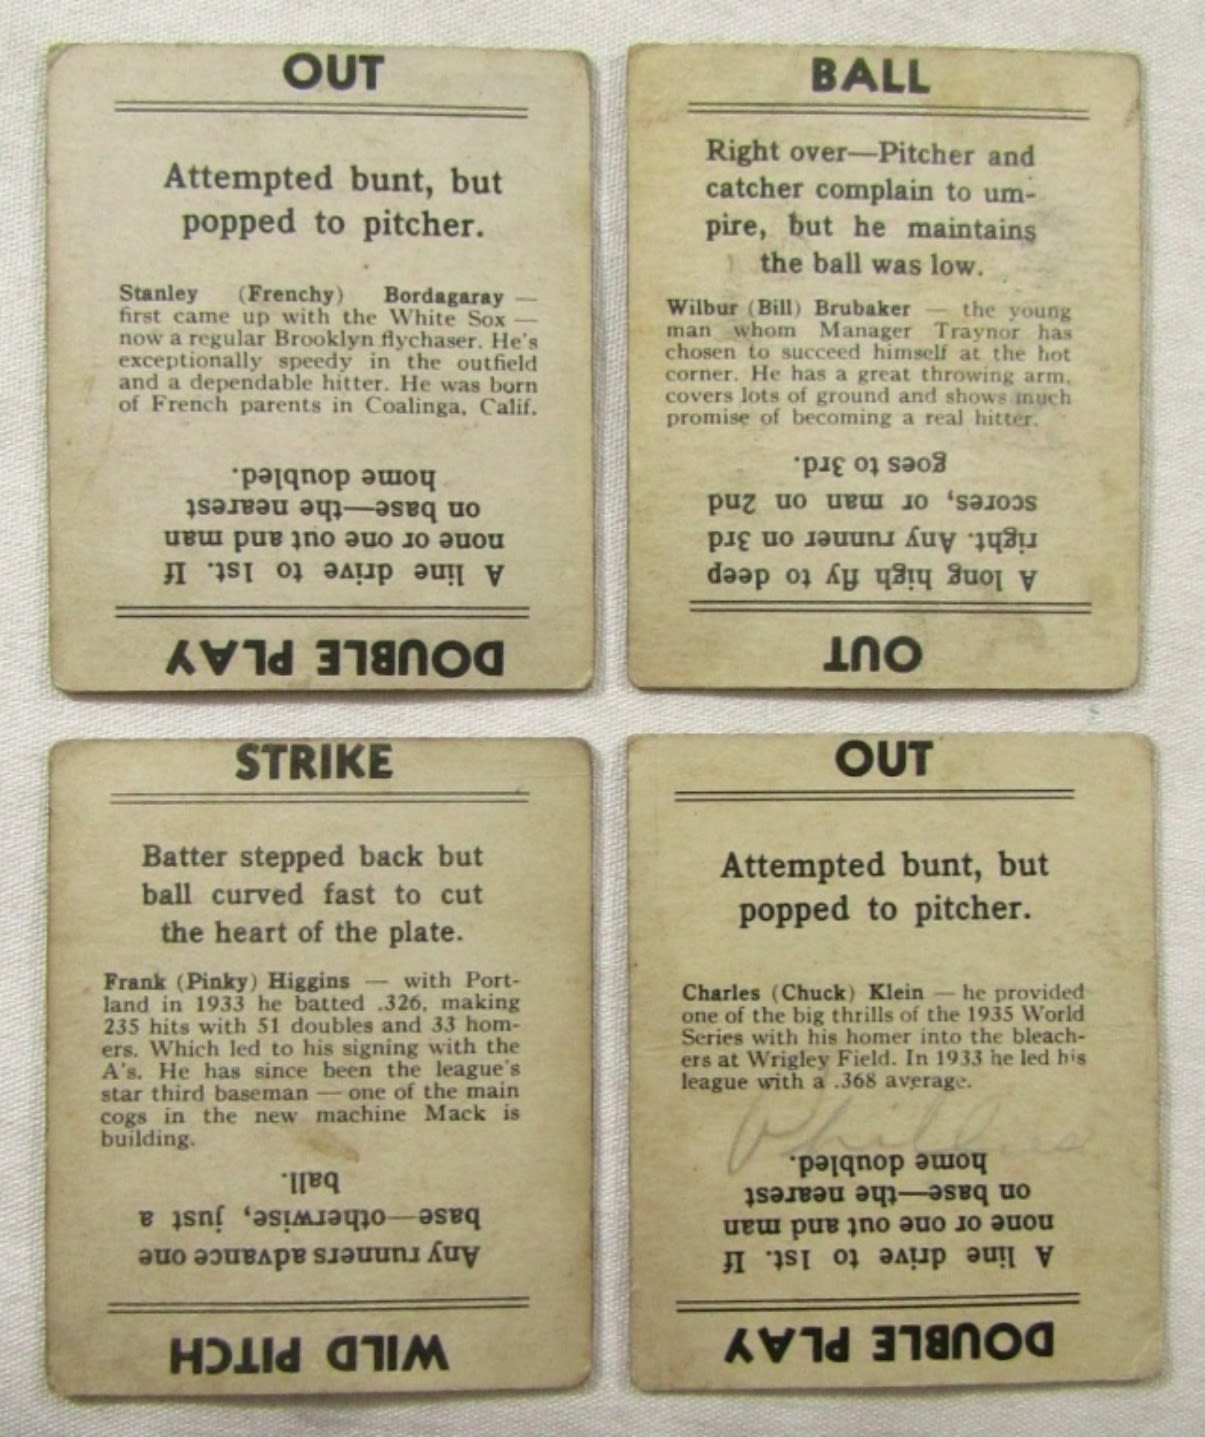 OUT
Attempted bunt, but
popped to pitcher.
Stanley (Frenchy) Bordagaray —
first came up with the White Sox —
now a regular Brooklyn flychaser. He's
exceptionally speedy in the outfield
and a dependable hitter. He was born
of French parents in Coalinga, Calif.
DOUBLE PLAY
A line drive to 1st. If
none or one out and man
on base—the nearest
home doubled.
BALL
Right over—Pitcher and
catcher complain to um-
pire, but he maintains
the ball was low.
Wilbur (Bill) Brubaker — the young
man whom Manager Traynor has
chosen to succeed himself at the hot
corner. He has a great throwing arm,
covers lots of ground and shows much
promise of becoming a real hitter.
OUT
A long high fly to deep
right. Any runner on 3rd
scores, or man on 2nd
goes to 3rd.
STRIKE
Batter stepped back but
ball curved fast to cut
the heart of the plate.
Frank (Pinky) Higgins — with Port-
land in 1933 he batted .326, making
235 hits with 51 doubles and 33 hom-
ers. Which led to his signing with the
A's. He has since been the league's
star third baseman — one of the main
cogs in the new machine Mack is
building.
WILD PITCH
Any runners advance one
base—otherwise, just a
ball.
OUT
Attempted bunt, but
popped to pitcher.
Charles (Chuck) Klein — he provided
one of the big thrills of the 1935 World
Series with his homer into the bleach-
ers at Wrigley Field. In 1933 he led his
league with a .368 average.
Phillies
DOUBLE PLAY
A line drive to 1st. If
none or one out and man
on base—the nearest
home doubled.